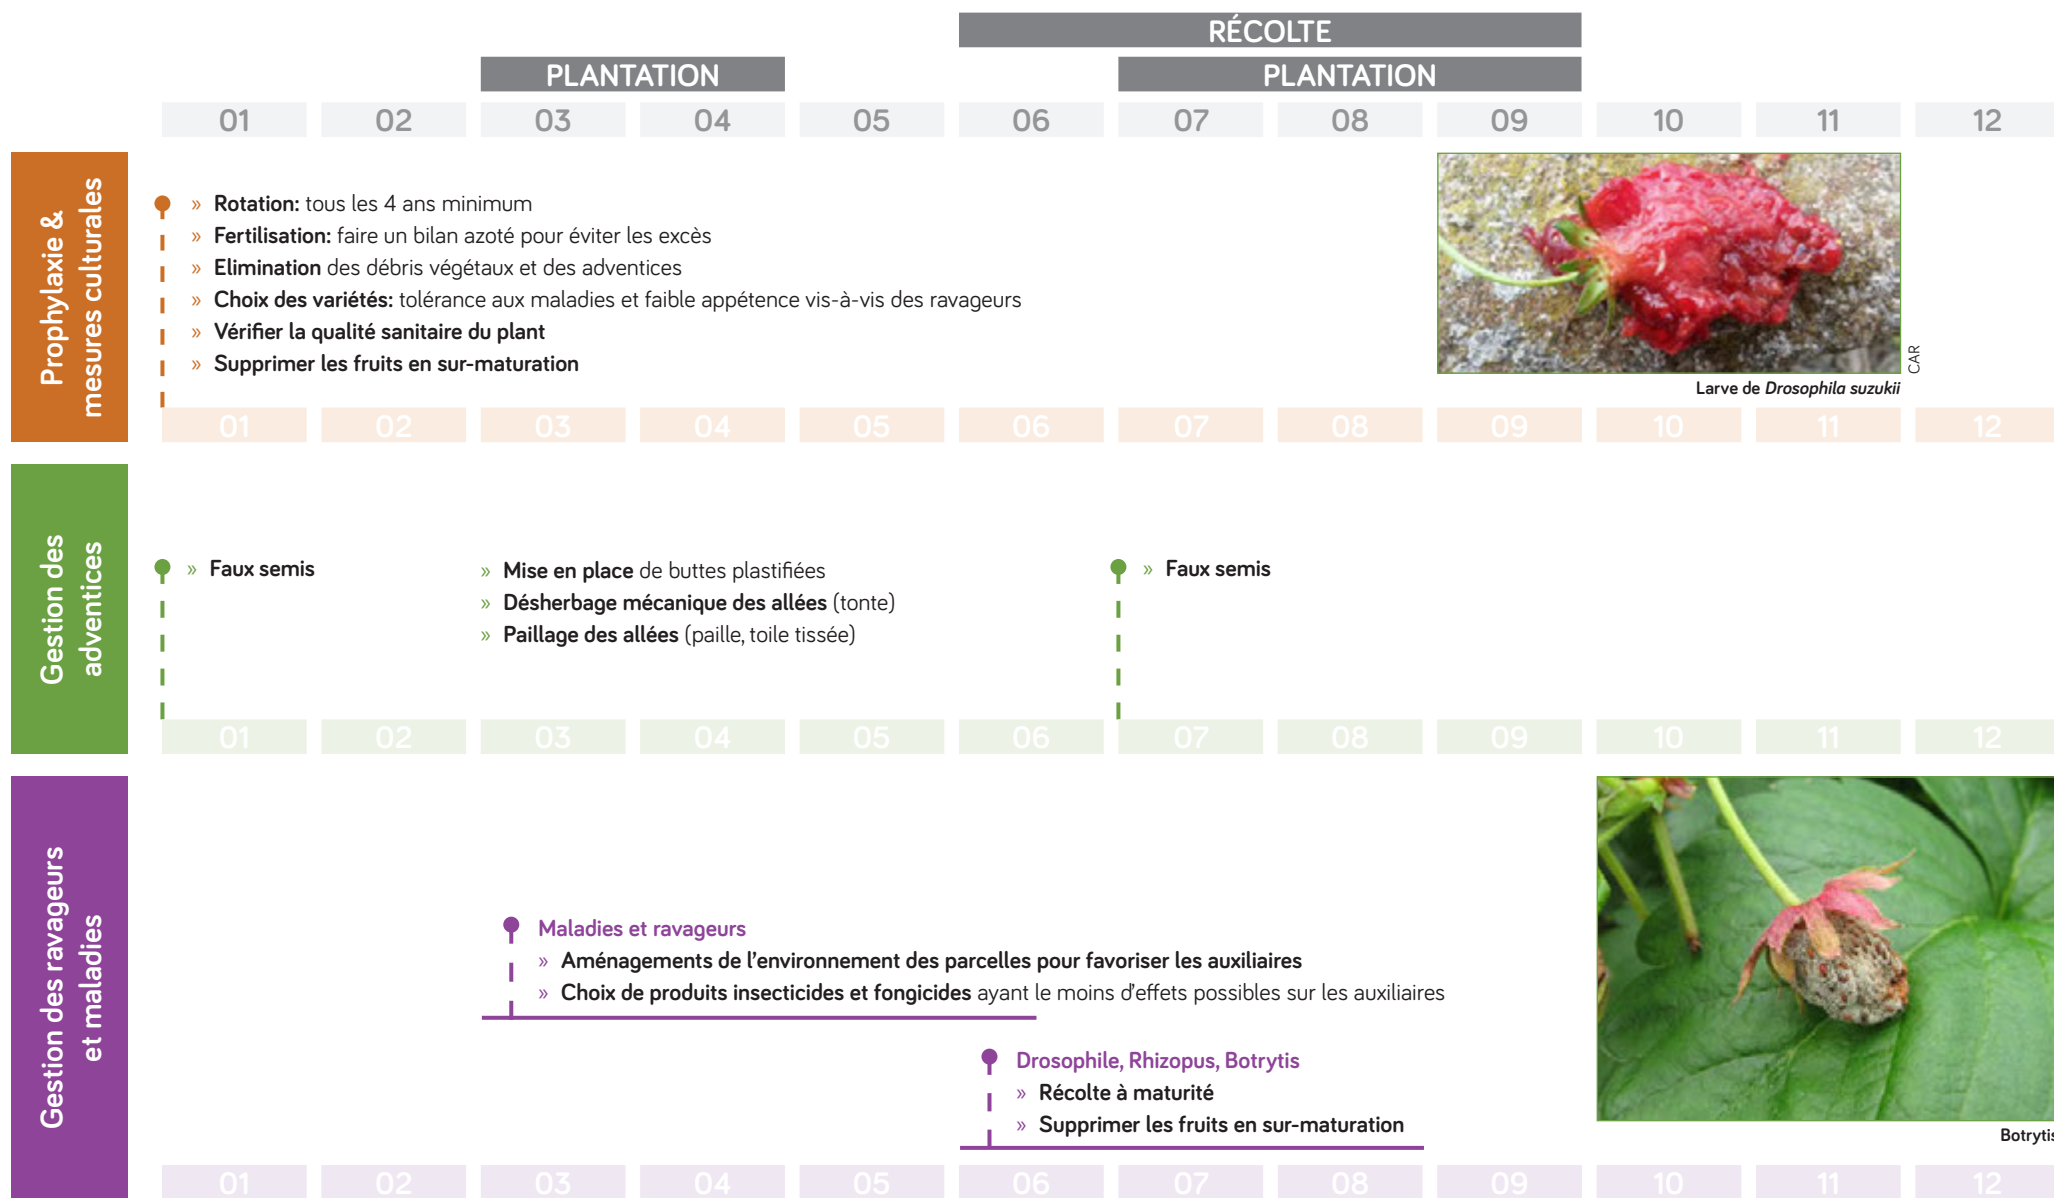 RÉCOLTE
PLANTATION PLANTATION
01 02 03 04 05 06 07 08 09 10 11 12
Prophylaxie &
mesures culturales
» Rotation: tous les 4 ans minimum
» Fertilisation: faire un bilan azoté pour éviter les excès
» Elimination des débris végétaux et des adventices
» Choix des variétés: tolérance aux maladies et faible appétence vis-à-vis des ravageurs
» Vérifier la qualité sanitaire du plant
» Supprimer les fruits en sur-maturation
CAR
Larve de Drosophila suzukii
01 02 03 04 05 06 07 08 09 10 11 12
Gestion des
adventices
» Faux semis
» Mise en place de buttes plastifiées
» Désherbage mécanique des allées (tonte)
» Paillage des allées (paille, toile tissée)
» Faux semis
01 02 03 04 05 06 07 08 09 10 11 12
Gestion des ravageurs
et maladies
Maladies et ravageurs
» Aménagements de l'environnement des parcelles pour favoriser les auxiliaires
» Choix de produits insecticides et fongicides ayant le moins d'effets possibles sur les auxiliaires
Drosophile, Rhizopus, Botrytis
» Récolte à maturité
» Supprimer les fruits en sur-maturation
Botrytis
01 02 03 04 05 06 07 08 09 10 11 12